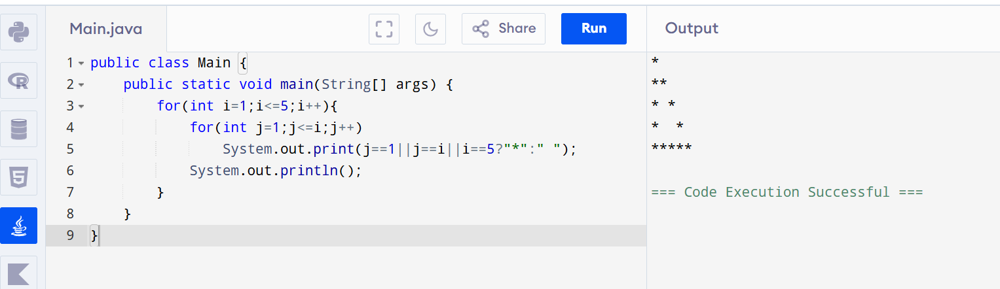 Main.java
Share
Run
Output
1 public class Main {
2     public static void main(String[] args) {
3         for(int i=1;i<=5;i++){
4             for(int j=1;j<=i;j++)
5                 System.out.print(j==1||j==i||i==5?"*":" ");
6             System.out.println();
7         }
8     }
9 }
*
**
* *
*  *
*****
=== Code Execution Successful ===
R
5